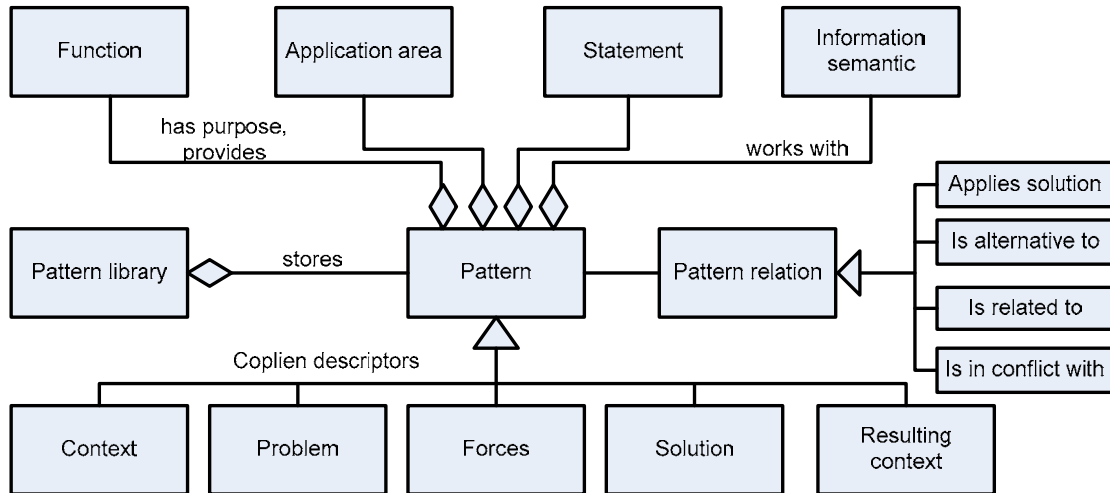 Function
Application area
Statement
Information
semantic
has purpose,
provides
works with
Applies solution
Is alternative to
Pattern library
stores
Pattern
Pattern relation
Is related to
Is in conflict with
Coplien descriptors
Context
Problem
Forces
Solution
Resulting
context